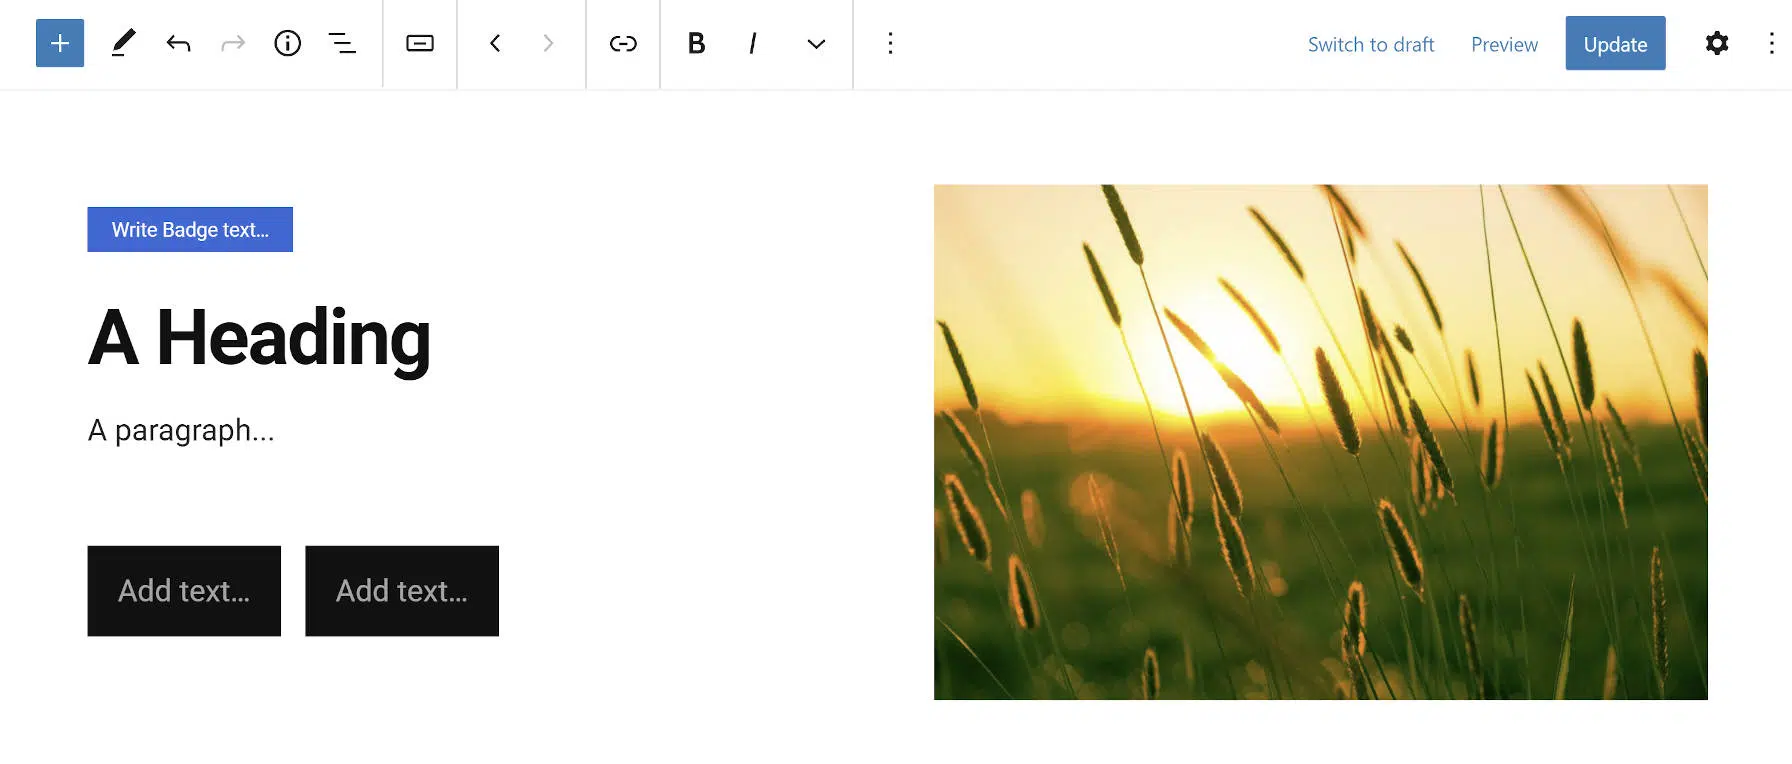 B I
Switch to draft Preview Update
Write Badge text...
A Heading
A paragraph...
Add text... Add text...